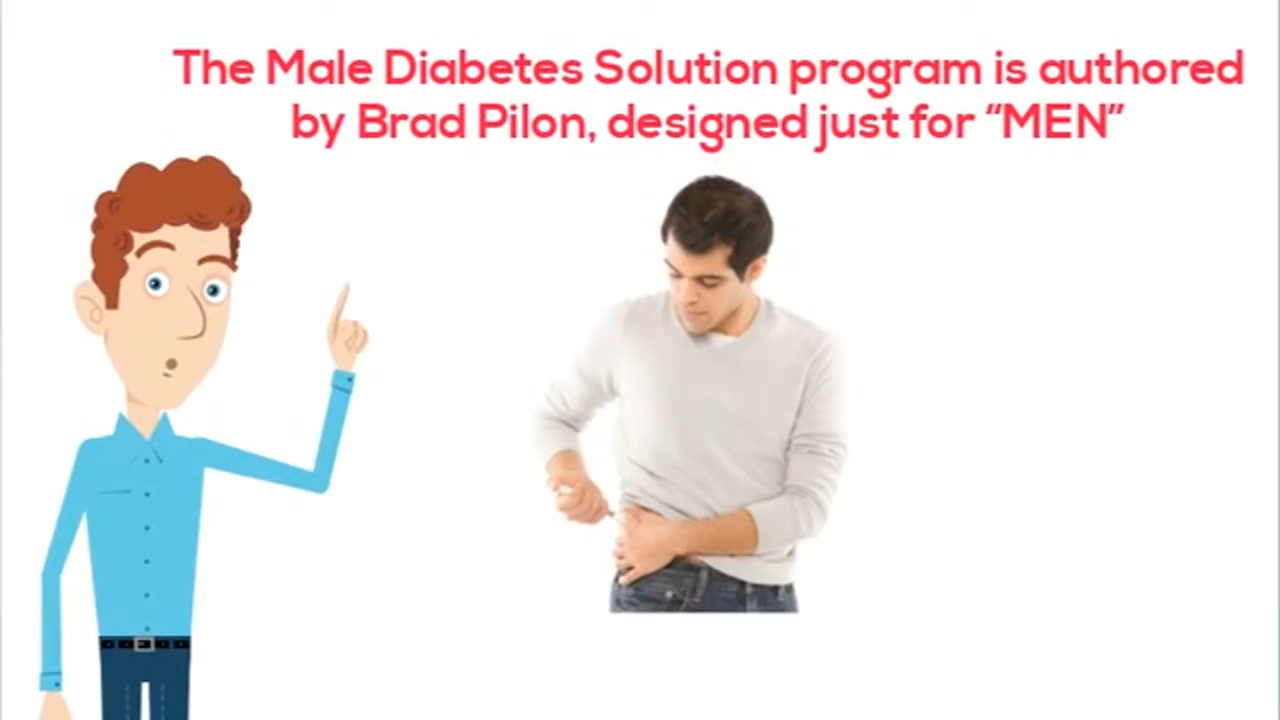 The Male Diabetes Solution program is authored
by Brad Pilon, designed just for “MEN”